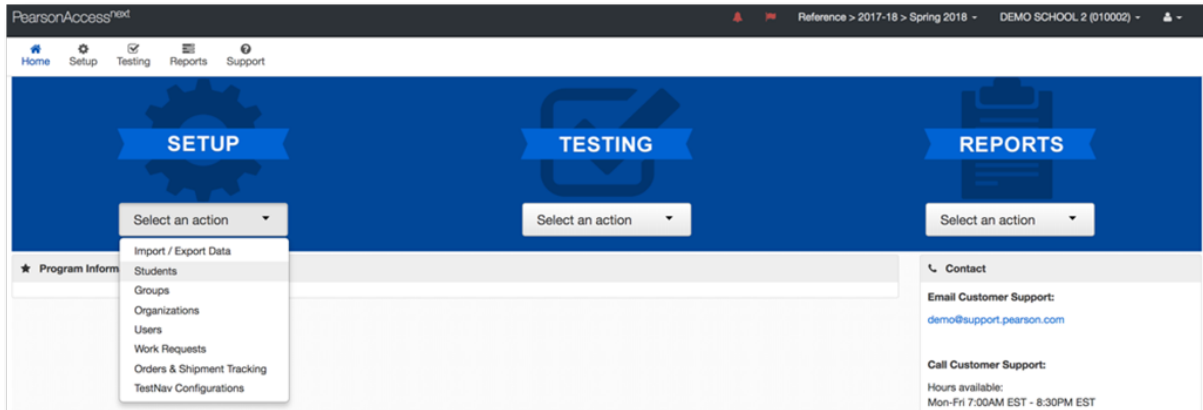 PearsonAccessnext
Reference > 2017-18 > Spring 2018
DEMO SCHOOL 2 (010002)
Home
Setup
Testing
Reports
Support
SETUP
TESTING
REPORTS
Select an action
Select an action
Select an action
Import / Export Data
Students
Groups
Organizations
Users
Work Requests
Orders & Shipment Tracking
TestNav Configurations
Program Inform
Contact
Email Customer Support:
demo@support.pearson.com
Call Customer Support:
Hours available:
Mon-Fri 7:00AM EST - 8:30PM EST